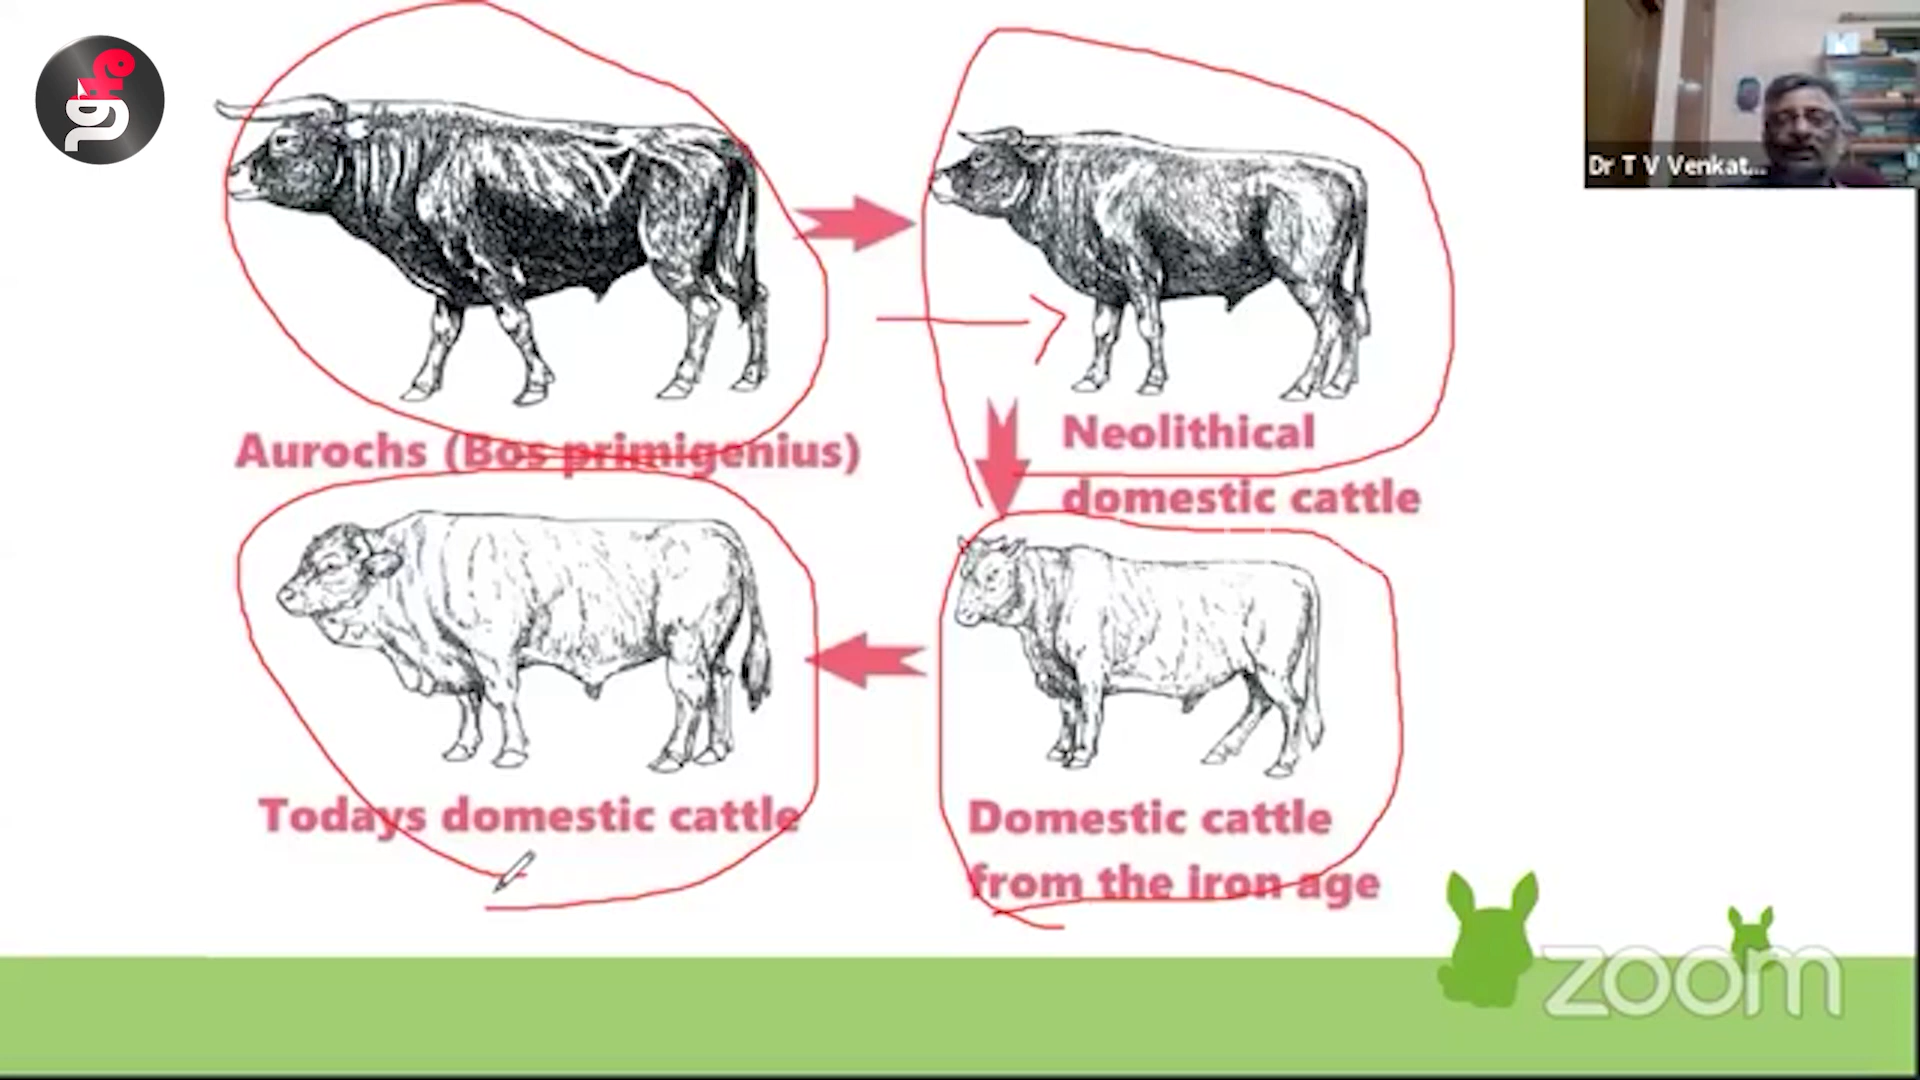 Dr T V Venkat...
Aurochs (Bos primigenius)
Neolithical
domestic cattle
Todays domestic cattle
Domestic cattle
from the iron age
zoom